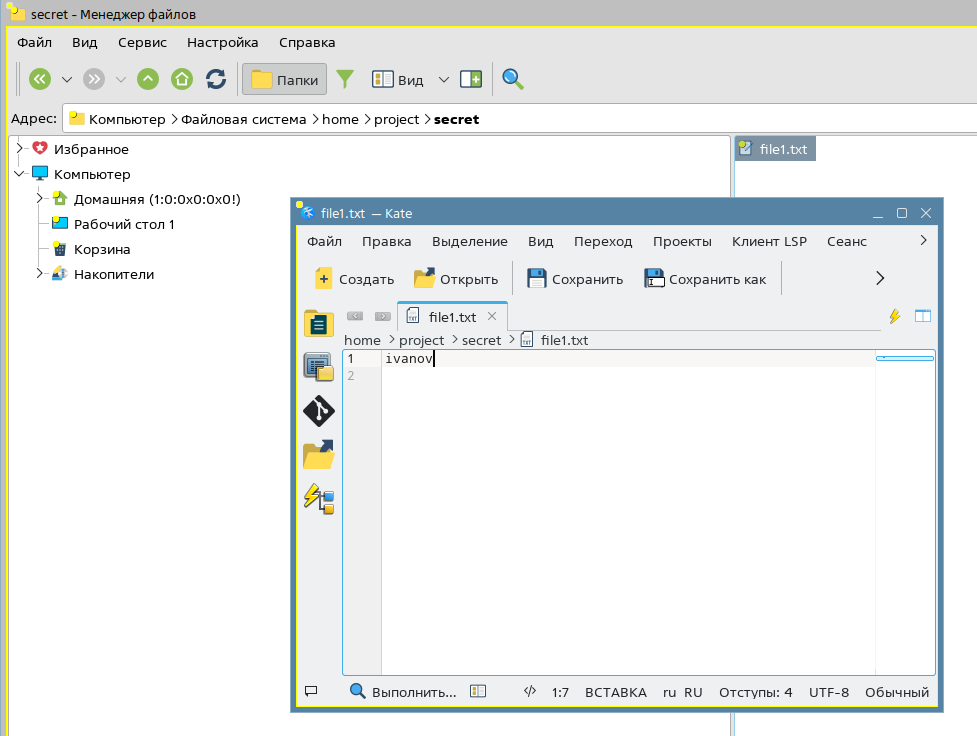 secret - Менеджер файлов
Файл Вид Сервис Настройка Справка
Папки Вид
Адрес: Компьютер Файловая система home project secret
Избранное
Компьютер
Домашняя (1:0:0x0:0x0!)
Рабочий стол 1
Корзина
Накопители
file1.txt
file1.txt — Kate
Файл Правка Выделение Вид Переход Проекты Клиент LSP Сеанс
Создать Открыть Сохранить Сохранить как
file1.txt
home project secret file1.txt
1 ivanov
2
Выполнить... </> 1:7 ВСТАВКА ru RU Отступы: 4 UTF-8 Обычный